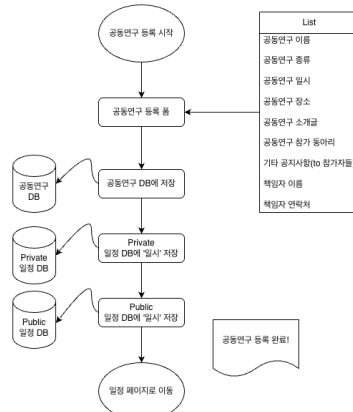 공동연구 등록 시작
List
공동연구 이름
공동연구 종류
공동연구 일시
공동연구 장소
공동연구 소개글
공동연구 참가 동아리
기타 공지사항(to 참가자들
책임자 이름
책임자 연락처
공동연구 등록 폼
공동연구 DB에 저장
공동연구
DB
Private
일정 DB에 '일시' 저장
Private
일정 DB
Public
일정 DB에 '일시' 저장
Public
일정 DB
공동연구 등록 완료!
일정 페이지로 이동